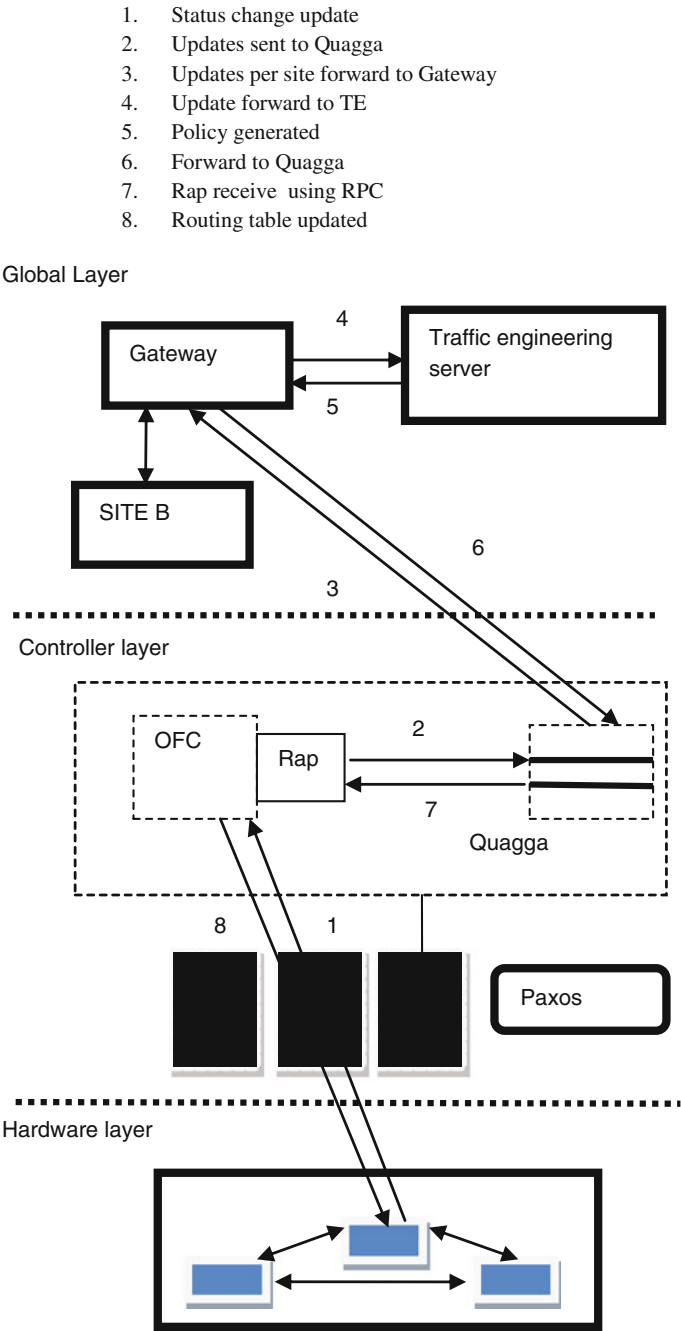 1. Status change update
2. Updates sent to Quagga
3. Updates per site forward to Gateway
4. Update forward to TE
5. Policy generated
6. Forward to Quagga
7. Rap receive using RPC
8. Routing table updated
Global Layer
4
Gateway
Traffic engineering
server
5
SITE B
6
3
Controller layer
OFC
Rap
2
7
Quagga
8
1
Paxos
Hardware layer